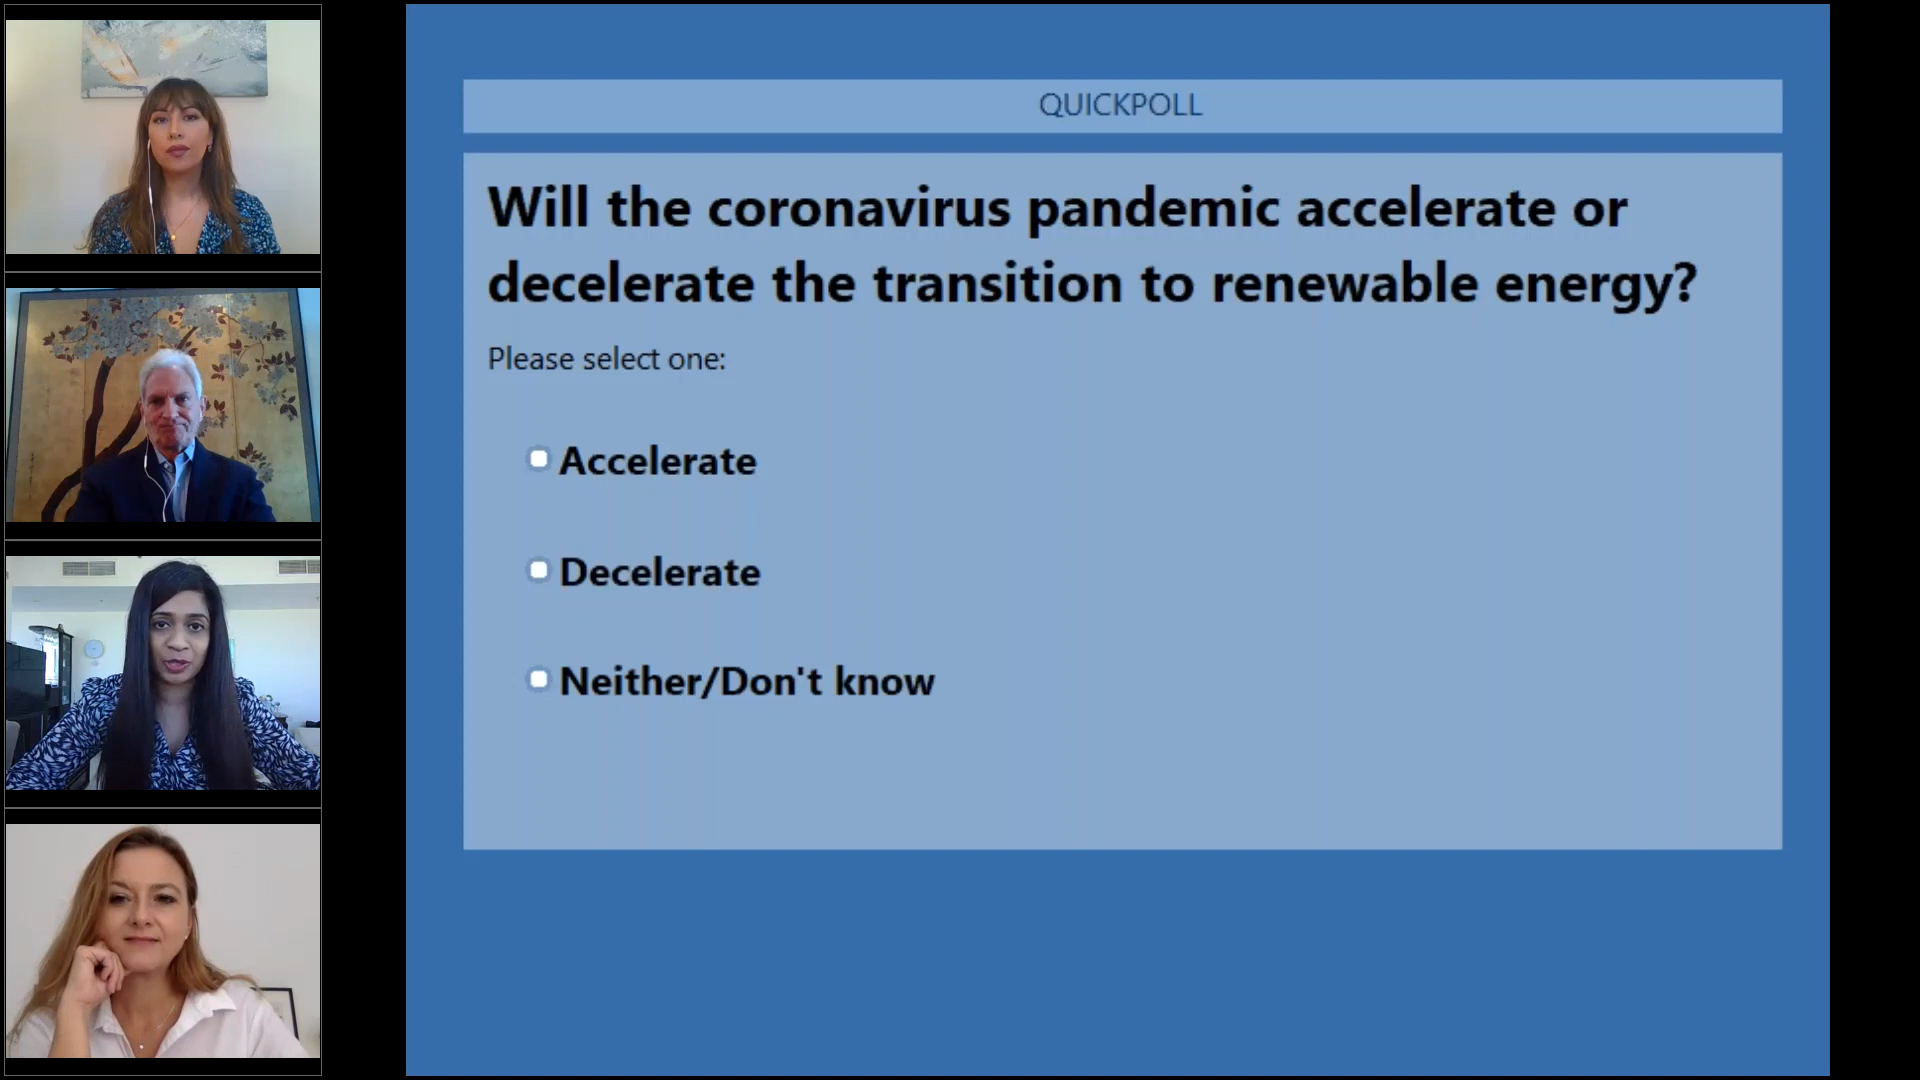 QUICKPOLL
Will the coronavirus pandemic accelerate or
decelerate the transition to renewable energy?
Please select one:
Accelerate
Decelerate
Neither/Don't know